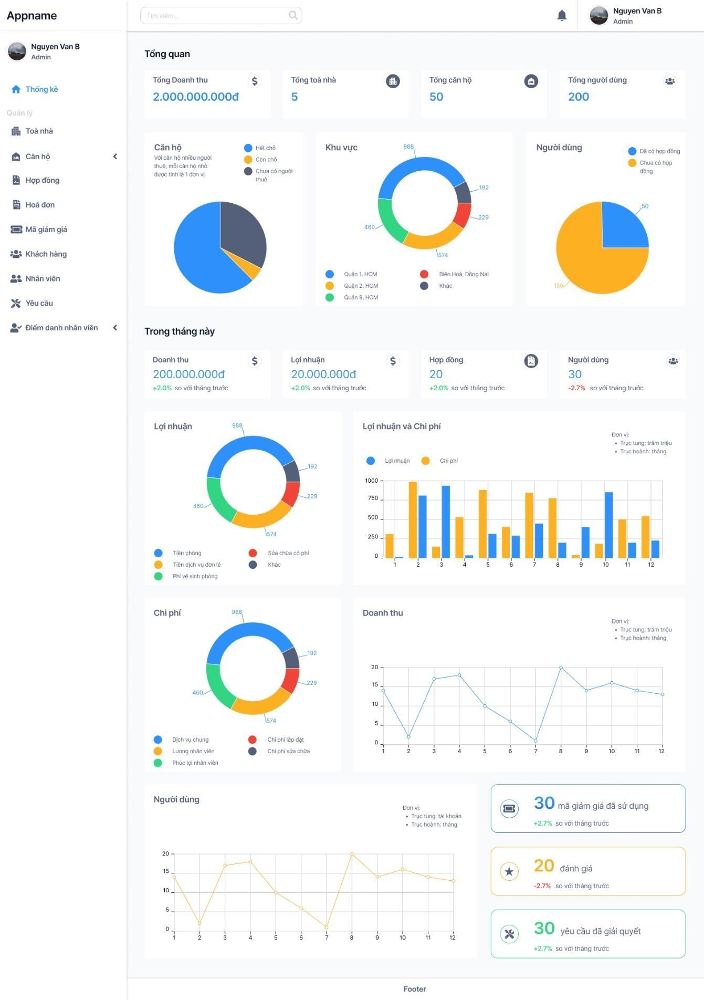 Appname
Tìm kiếm...
Nguyen Van B
Admin
Nguyen Van B
Admin
Thống kê
Quản lý
Toà nhà
Căn hộ
Hợp đồng
Hoá đơn
Mã giảm giá
Khách hàng
Nhân viên
Yêu cầu
Điểm danh nhân viên
Tổng quan
Tổng Doanh thu
2.000.000.000đ
Tổng toà nhà
5
Tổng căn hộ
50
Tổng người dùng
200
Căn hộ
Với căn hộ nhiều người
thuê, mỗi căn hộ nhỏ
được tính là 1 đơn vị
Hết chỗ
Còn chỗ
Chưa có người
thuê
Khu vực
988
192
229
460
574
Quận 1, HCM
Quận 2, HCM
Quận 9, HCM
Biên Hoà, Đồng NaI
Khác
Người dùng
Đã có hợp đồng
Chưa có hợp
đồng
50
150
Trong tháng này
Doanh thu
200.000.000đ
+2.0% so với tháng trước
Lợi nhuận
20.000.000đ
+2.0% so với tháng trước
Hợp đồng
20
+2.0% so với tháng trước
Người dùng
30
-2.7% so với tháng trước
Lợi nhuận
988
192
229
460
574
Tiền phòng
Tiền dịch vụ đơn lẻ
Phí vệ sinh phòng
Sửa chữa có phí
Khác
Lợi nhuận và Chi phí
Đơn vị:
• Trục tung: trăm triệu
• Trục hoành: tháng
Lợi nhuận
Chi phí
1000
750
500
250
0
1 2 3 4 5 6 7 8 9 10 11 12
Chi phí
988
192
229
460
574
Dịch vụ chung
Lương nhân viên
Phúc lợi nhân viên
Chi phí lắp đặt
Chi phí sửa chữa
Doanh thu
Đơn vị:
• Trục tung: trăm triệu
• Trục hoành: tháng
20
15
10
5
0
1 2 3 4 5 6 7 8 9 10 11 12
Người dùng
Đơn vị:
• Trục tung: tài khoản
• Trục hoành: tháng
20
15
10
5
0
1 2 3 4 5 6 7 8 9 10 11 12
30 mã giảm giá đã sử dụng
+2.7% so với tháng trước
20 đánh giá
-2.7% so với tháng trước
30 yêu cầu đã giải quyết
+2.7% so với tháng trước
Footer